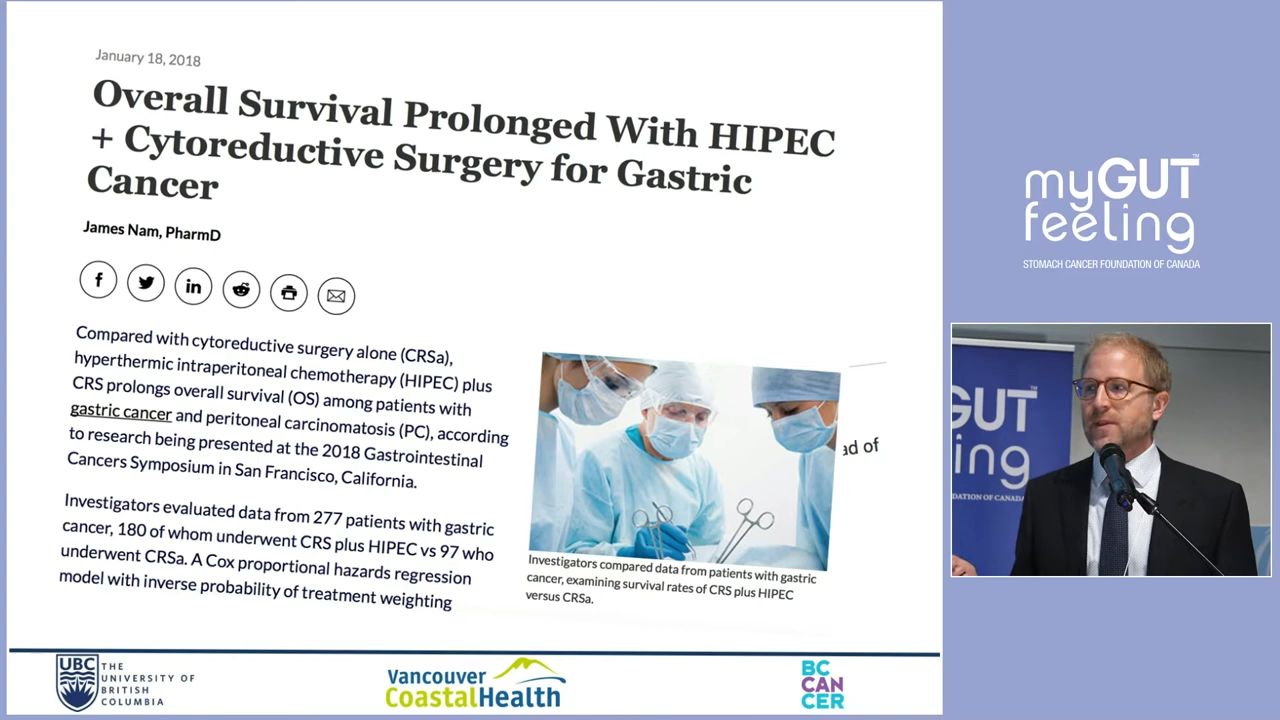 January 18, 2018
Overall Survival Prolonged With HIPEC
+ Cytoreductive Surgery for Gastric
Cancer
James Nam, PharmD
Compared with cytoreductive surgery alone (CRSa),
hyperthermic intraperitoneal chemotherapy (HIPEC) plus
CRS prolongs overall survival (OS) among patients with
gastric cancer and peritoneal carcinomatosis (PC), according
to research being presented at the 2018 Gastrointestinal
Cancers Symposium in San Francisco, California.
Investigators evaluated data from 277 patients with gastric
cancer, 180 of whom underwent CRS plus HIPEC vs 97 who
underwent CRSa. A Cox proportional hazards regression
model with inverse probability of treatment weighting
ad of
Investigators compared data from patients with gastric
cancer, examining survival rates of CRS plus HIPEC
versus CRSa.
UBC
THE
UNIVERSITY OF
BRITISH
COLUMBIA
Vancouver
CoastalHealth
BC
CAN
CER
myGUT
feeling
TM
STOMACH CANCER FOUNDATION OF CANADA
GUT
ing
DATION OF CANADA